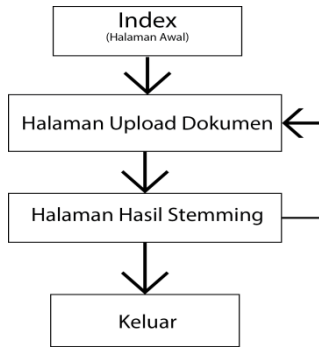 Index
(Halaman Awal)
Halaman Upload Dokumen
Halaman Hasil Stemming
Keluar